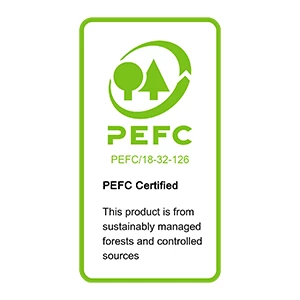 PEFC
PEFC/18-32-126
PEFC Certified
This product is from
sustainably managed
forests and controlled
sources